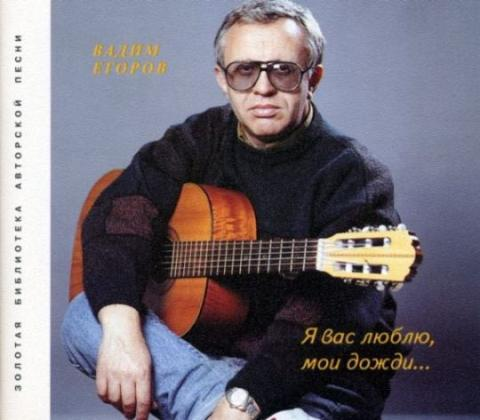 ЗОЛОТАЯ БИБЛИОТЕКА АВТОРСКОЙ ПЕСНИ
ВАДИМ
ЕГОРОВ
Я вас люблю,
мои дожди...